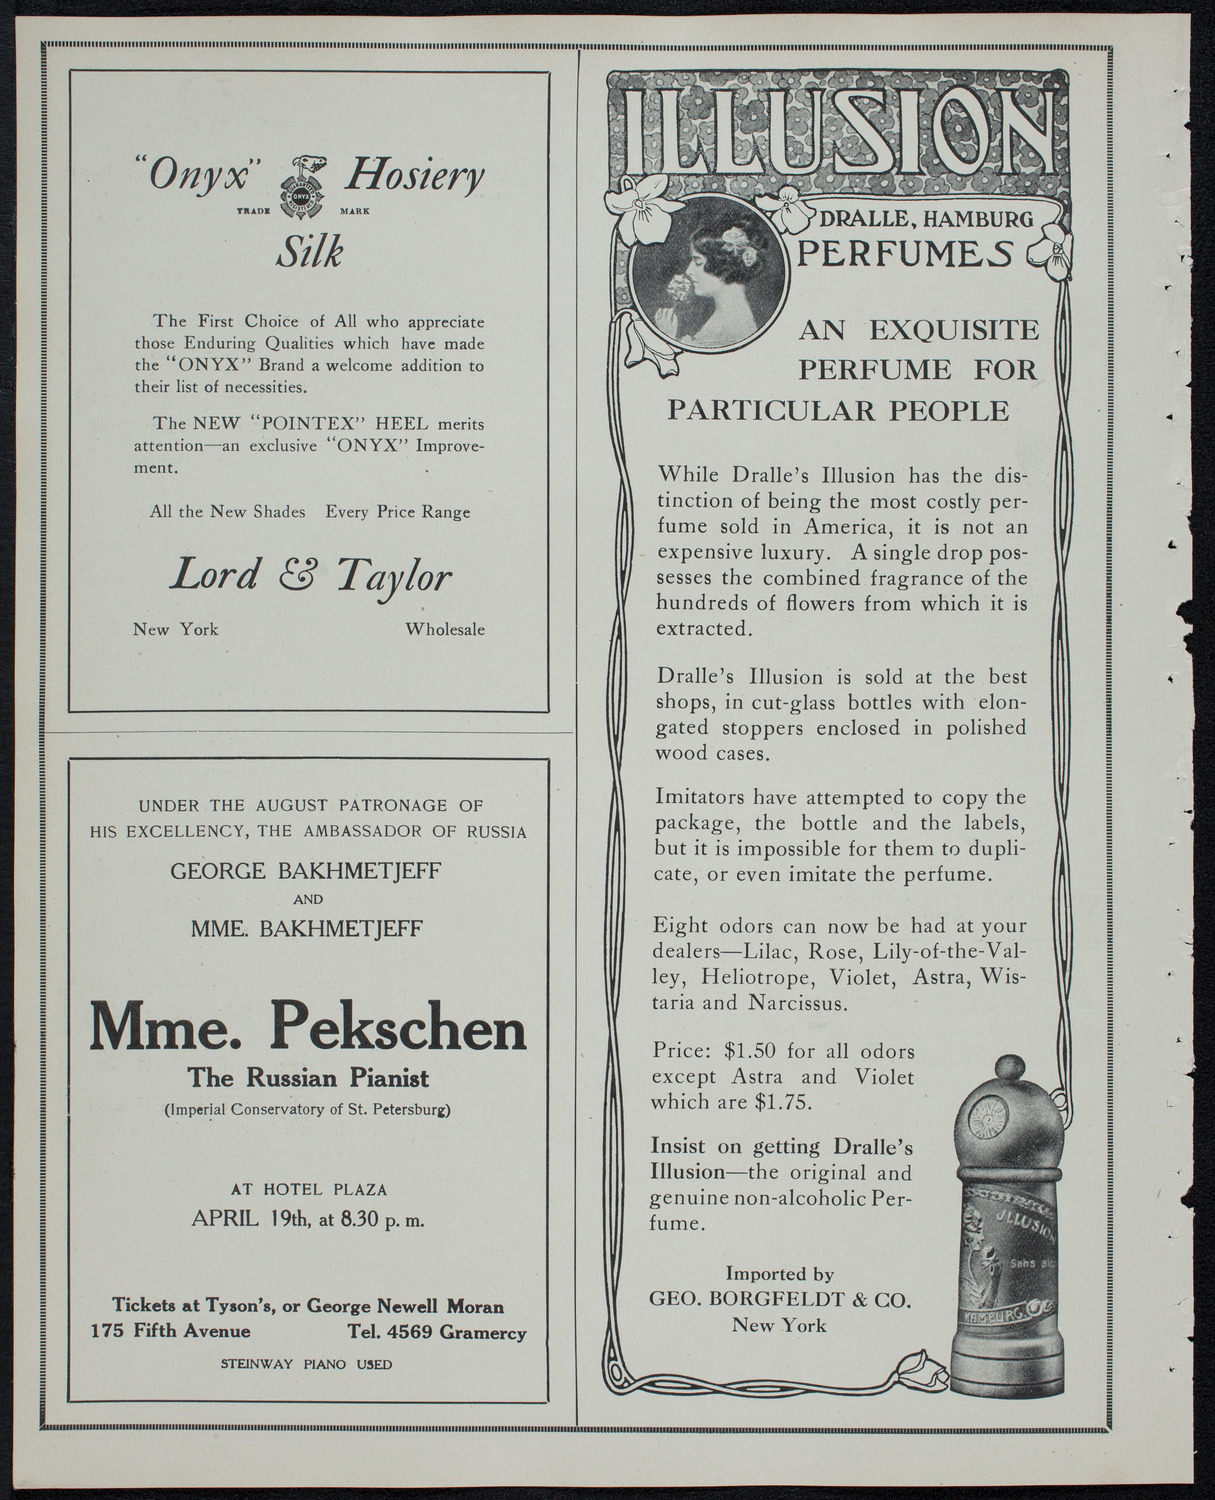 "Onyx" Hosiery
TRADE MARK
ONYX
Silk
The First Choice of All who appreciate
those Enduring Qualities which have made
the "ONYX" Brand a welcome addition to
their list of necessities.
The NEW "POINTEX" HEEL merits
attention—an exclusive "ONYX" Improve-
ment.
All the New Shades Every Price Range
Lord & Taylor
New York Wholesale
UNDER THE AUGUST PATRONAGE OF
HIS EXCELLENCY, THE AMBASSADOR OF RUSSIA
GEORGE BAKHMETJEFF
AND
MME. BAKHMETJEFF
Mme. Pekschen
The Russian Pianist
(Imperial Conservatory of St. Petersburg)
AT HOTEL PLAZA
APRIL 19th, at 8.30 p. m.
Tickets at Tyson's, or George Newell Moran
175 Fifth Avenue Tel. 4569 Gramercy
STEINWAY PIANO USED
ILLUSION
DRALLE, HAMBURG
PERFUMES
AN EXQUISITE
PERFUME FOR
PARTICULAR PEOPLE
While Dralle's Illusion has the dis-
tinction of being the most costly per-
fume sold in America, it is not an
expensive luxury. A single drop pos-
sesses the combined fragrance of the
hundreds of flowers from which it is
extracted.
Dralle's Illusion is sold at the best
shops, in cut-glass bottles with elon-
gated stoppers enclosed in polished
wood cases.
Imitators have attempted to copy the
package, the bottle and the labels,
but it is impossible for them to dupli-
cate, or even imitate the perfume.
Eight odors can now be had at your
dealers—Lilac, Rose, Lily-of-the-Val-
ley, Heliotrope, Violet, Astra, Wis-
taria and Narcissus.
Price: $1.50 for all odors
except Astra and Violet
which are $1.75.
Insist on getting Dralle's
Illusion—the original and
genuine non-alcoholic Per-
fume.
Imported by
GEO. BORGFELDT & CO.
New York
ILLUSION
HAMBURG